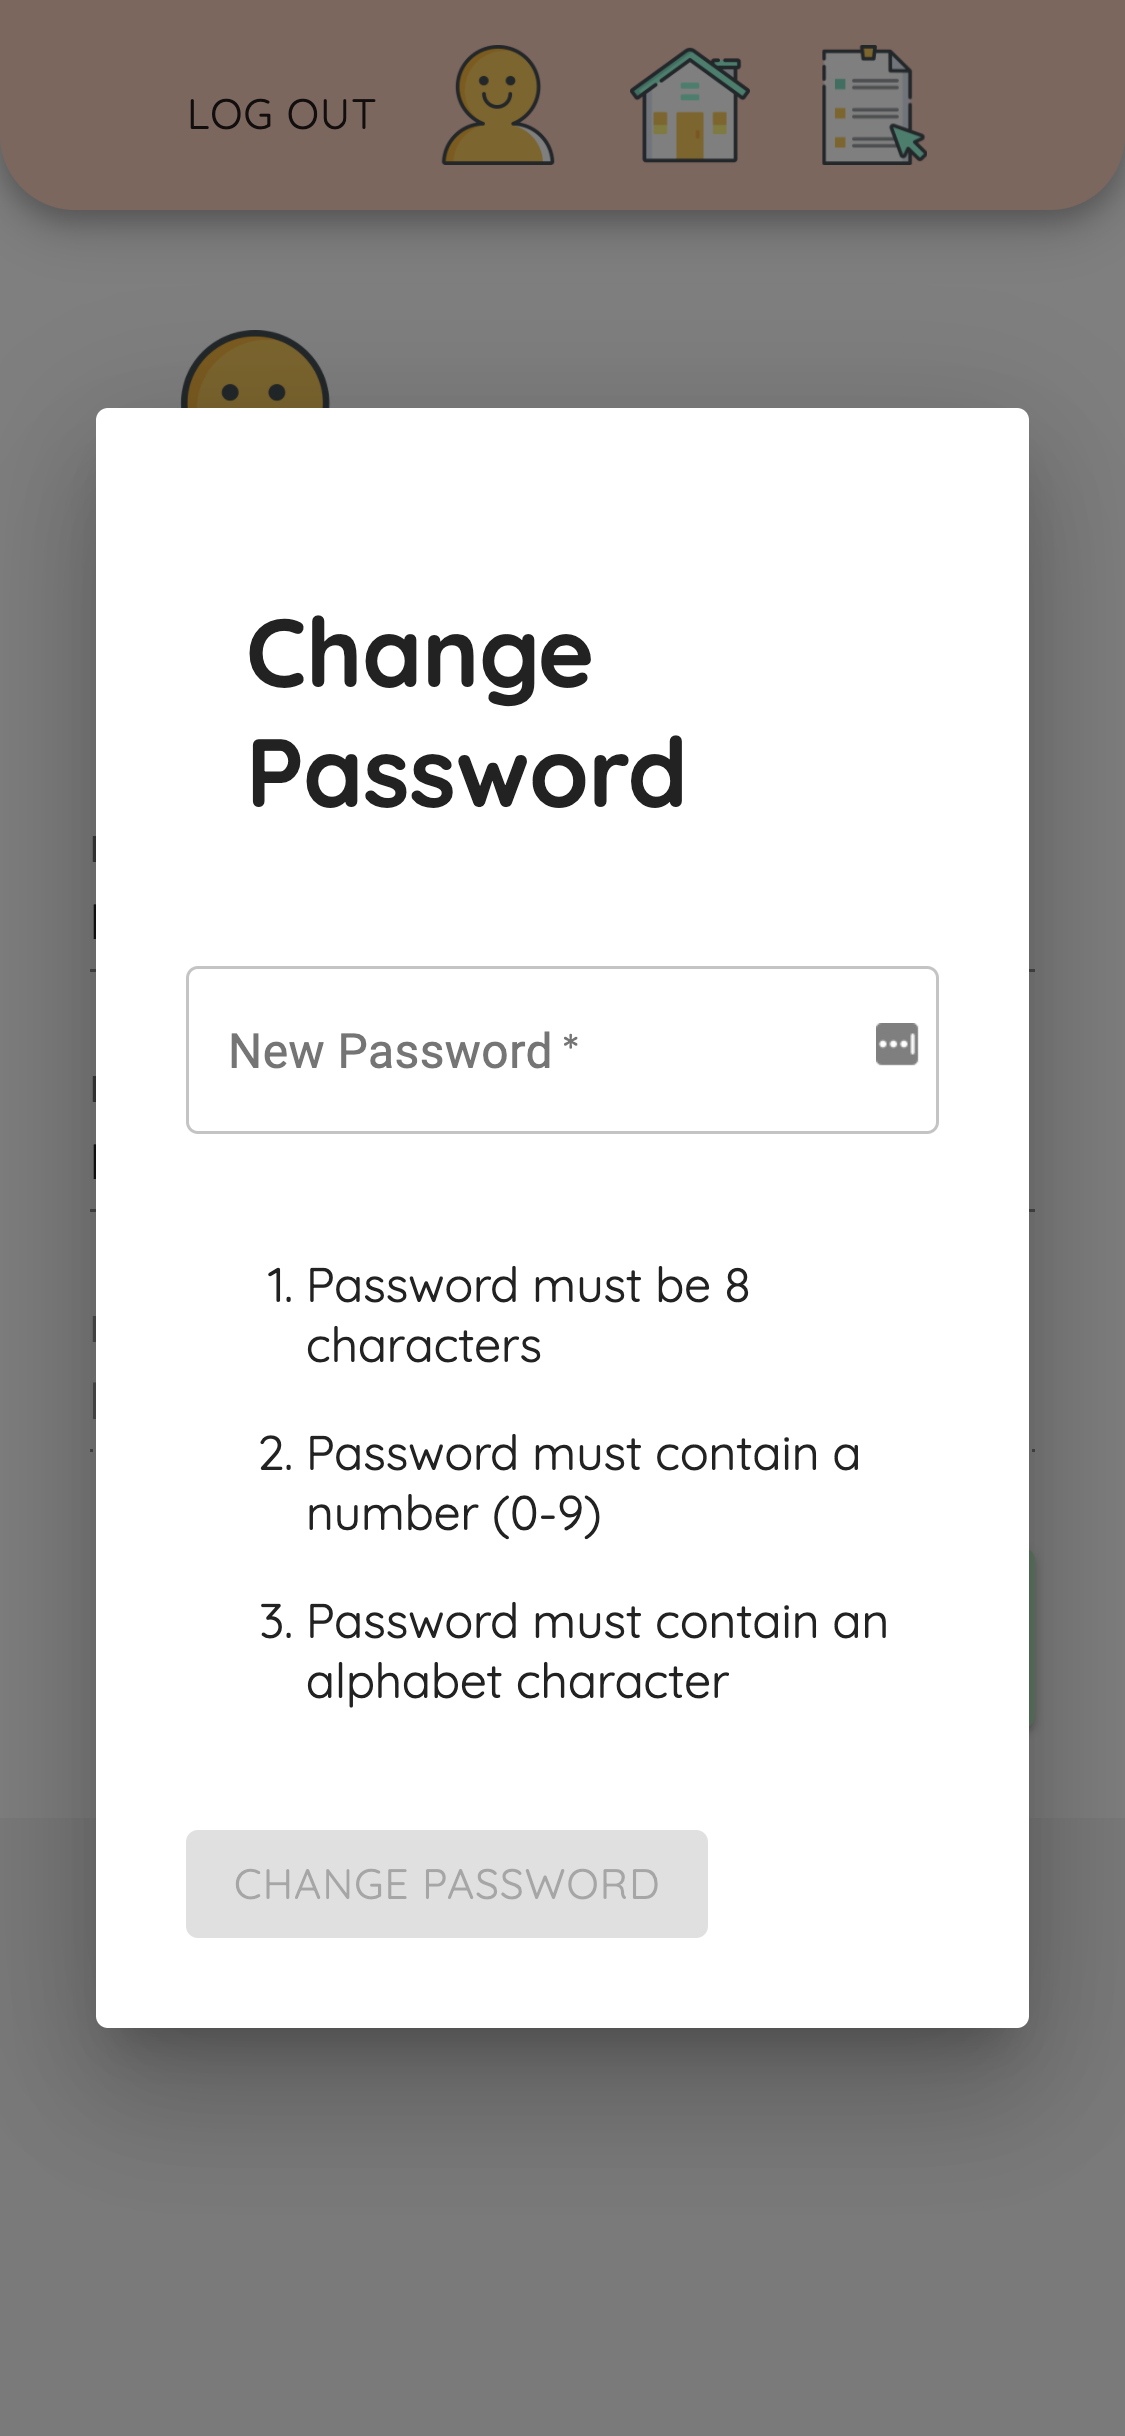 LOG OUT
Change
Password
New Password *
1. Password must be 8
characters
2. Password must contain a
number (0-9)
3. Password must contain an
alphabet character
CHANGE PASSWORD